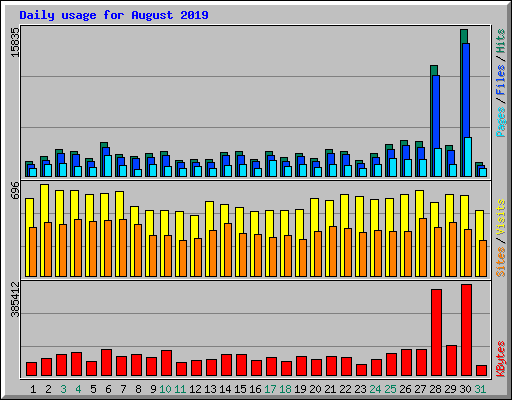 Daily usage for August 2019
15835
Pages / Files / Hits
696
Sites / Visits
385412
KBytes
1 2 3 4 5 6 7 8 9 10 11 12 13 14 15 16 17 18 19 20 21 22 23 24 25 26 27 28 29 30 31